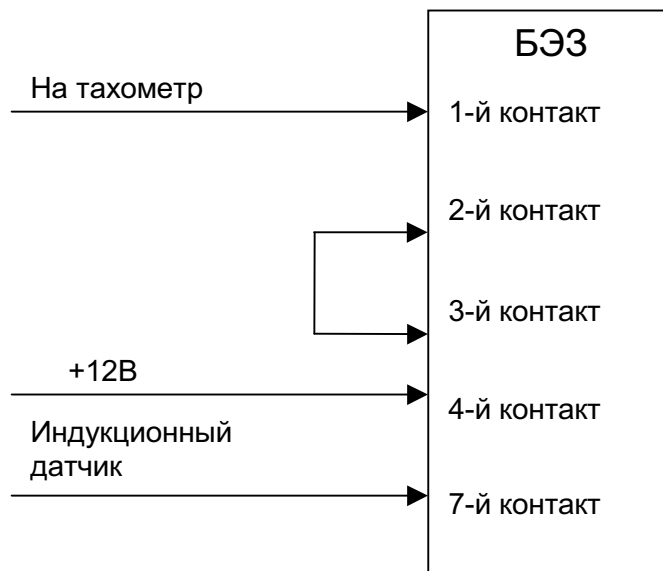 БЭЗ
На тахометр
1-й контакт
2-й контакт
3-й контакт
+12В
4-й контакт
Индукционный
датчик
7-й контакт